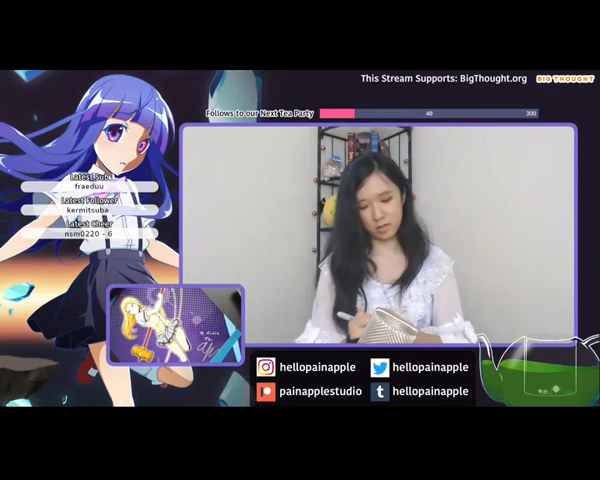 This Stream Supports: BigThought.org
BIG THOUGHT
Follows to our Next Tea Party
48
300
Latest Sub
fraeduu
Latest Follower
kermitsuba
Latest Cheer
nsm0220 - 6
hellopainapple
hellopainapple
painapplestudio
hellopainapple